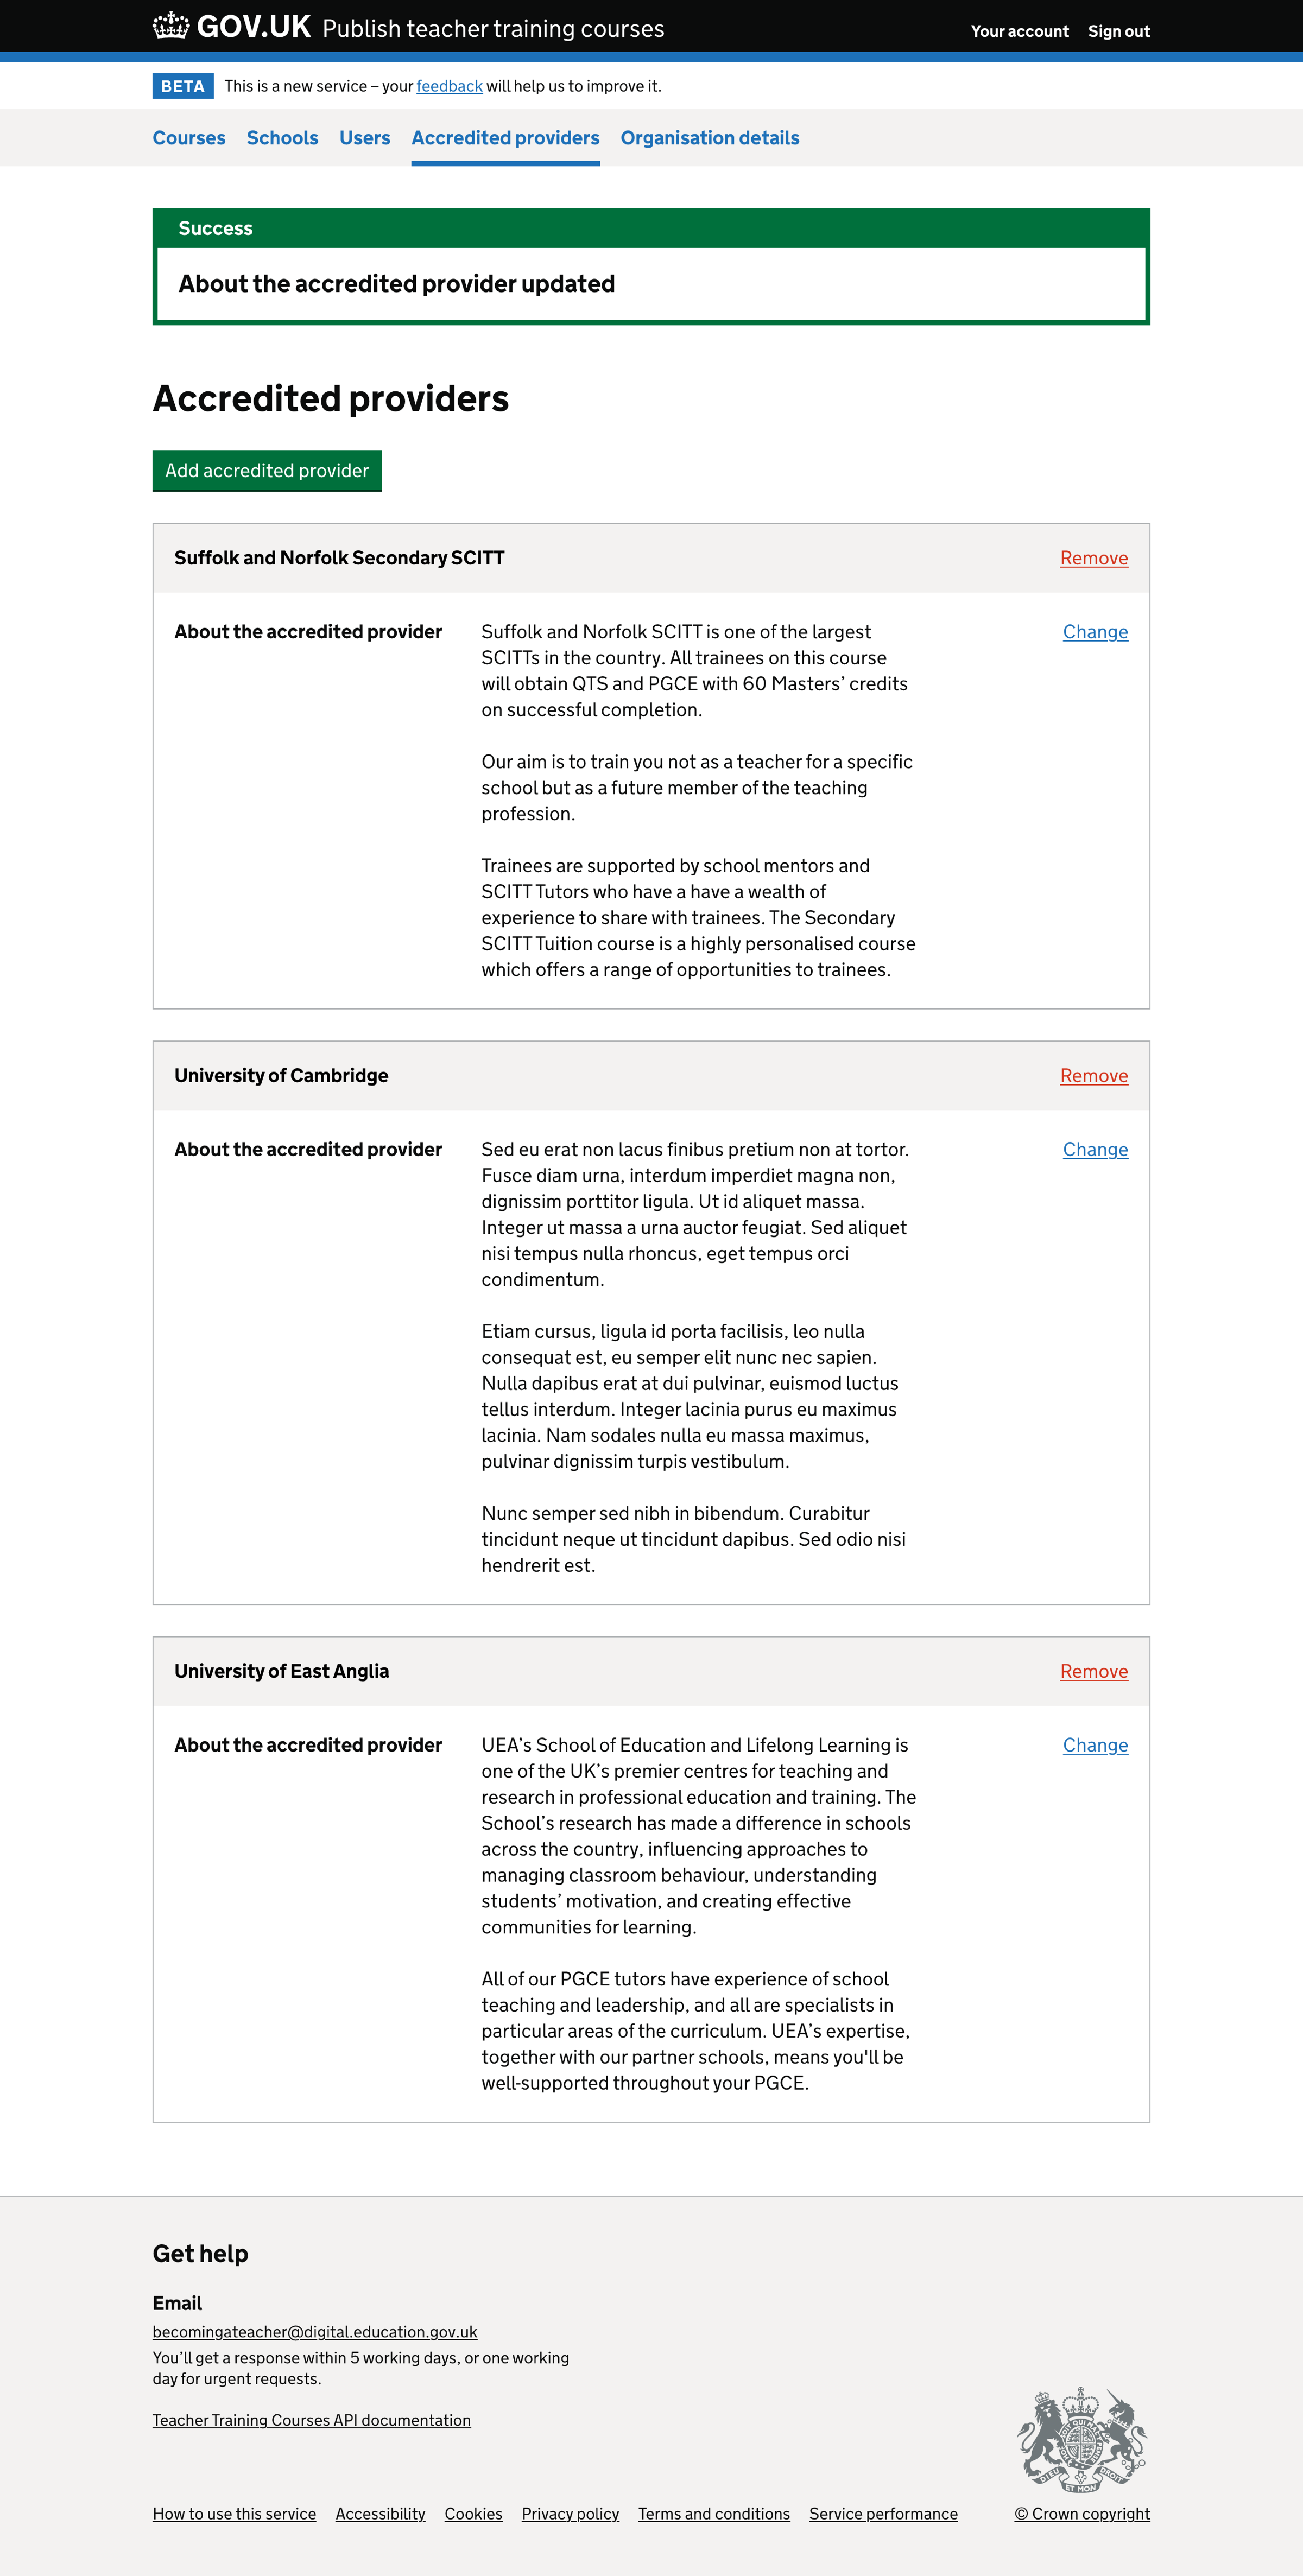 GOV.UK Publish teacher training courses Your account Sign out
BETA This is a new service – your feedback will help us to improve it.
Courses Schools Users Accredited providers Organisation details
Success
About the accredited provider updated
Accredited providers
Add accredited provider
Suffolk and Norfolk Secondary SCITT Remove
About the accredited provider Suffolk and Norfolk SCITT is one of the largest Change
SCITTs in the country. All trainees on this course
will obtain QTS and PGCE with 60 Masters’ credits
on successful completion.
Our aim is to train you not as a teacher for a specific
school but as a future member of the teaching
profession.
Trainees are supported by school mentors and
SCITT Tutors who have a have a wealth of
experience to share with trainees. The Secondary
SCITT Tuition course is a highly personalised course
which offers a range of opportunities to trainees.
University of Cambridge Remove
About the accredited provider Sed eu erat non lacus finibus pretium non at tortor. Change
Fusce diam urna, interdum imperdiet magna non,
dignissim porttitor ligula. Ut id aliquet massa.
Integer ut massa a urna auctor feugiat. Sed aliquet
nisi tempus nulla rhoncus, eget tempus orci
condimentum.
Etiam cursus, ligula id porta facilisis, leo nulla
consequat est, eu semper elit nunc nec sapien.
Nulla dapibus erat at dui pulvinar, euismod luctus
tellus interdum. Integer lacinia purus eu maximus
lacinia. Nam sodales nulla eu massa maximus,
pulvinar dignissim turpis vestibulum.
Nunc semper sed nibh in bibendum. Curabitur
tincidunt neque ut tincidunt dapibus. Sed odio nisi
hendrerit est.
University of East Anglia Remove
About the accredited provider UEA’s School of Education and Lifelong Learning is Change
one of the UK’s premier centres for teaching and
research in professional education and training. The
School’s research has made a difference in schools
across the country, influencing approaches to
managing classroom behaviour, understanding
students’ motivation, and creating effective
communities for learning.
All of our PGCE tutors have experience of school
teaching and leadership, and all are specialists in
particular areas of the curriculum. UEA’s expertise,
together with our partner schools, means you'll be
well-supported throughout your PGCE.
Get help
Email
becomingateacher@digital.education.gov.uk
You’ll get a response within 5 working days, or one working
day for urgent requests.
Teacher Training Courses API documentation
DIEU ET MON DROIT
How to use this service Accessibility Cookies Privacy policy Terms and conditions Service performance © Crown copyright